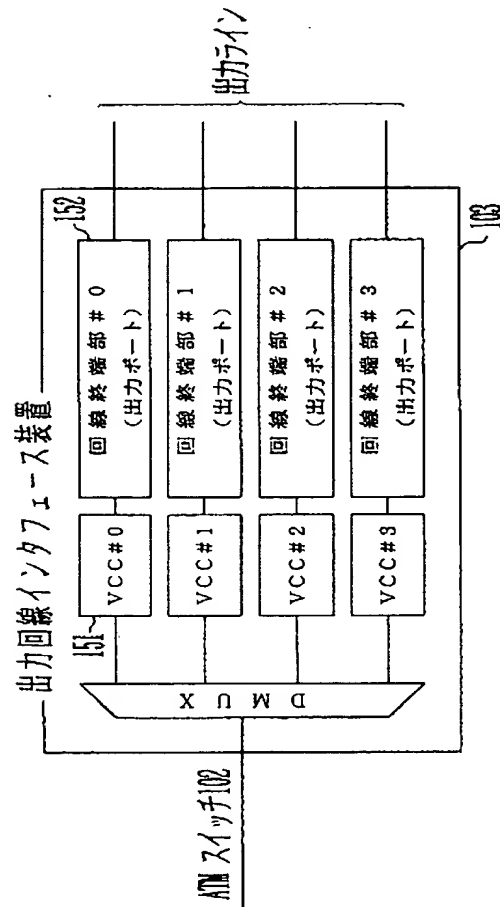 出力回線インタフェース装置
ATMスイッチ102
DMUX
151
VCC#0
152
回線終端部#0
(出力ポート)
VCC#1
回線終端部#1
(出力ポート)
VCC#2
回線終端部#2
(出力ポート)
VCC#3
回線終端部#3
(出力ポート)
出力ライン
103